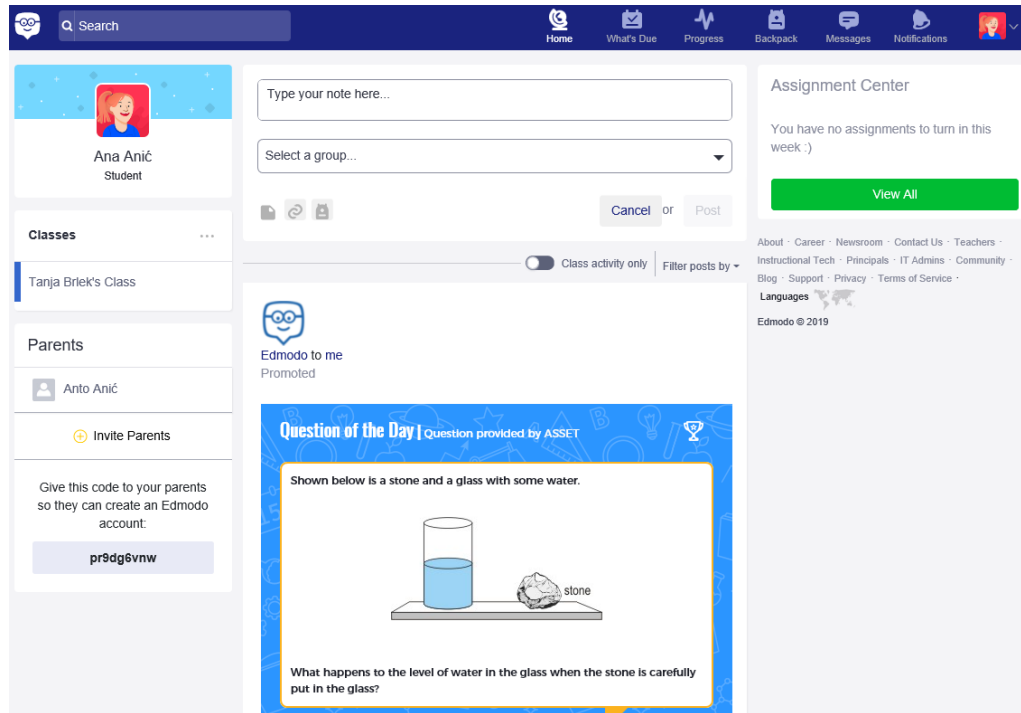 Search
Home
What's Due
Progress
Backpack
Messages
Notifications
Ana Anić
Student
Classes
...
Tanja Brlek's Class
Parents
Anto Anić
Invite Parents
Give this code to your parents
so they can create an Edmodo
account:
pr9dg6vnw
Type your note here...
Select a group...
Cancel or Post
Class activity only
Filter posts by
Edmodo to me
Promoted
Question of the Day | Question provided by ASSET
Shown below is a stone and a glass with some water.
stone
What happens to the level of water in the glass when the stone is carefully
put in the glass?
Assignment Center
You have no assignments to turn in this
week :)
View All
About · Career · Newsroom · Contact Us · Teachers ·
Instructional Tech · Principals · IT Admins · Community ·
Blog · Support · Privacy · Terms of Service ·
Languages
Edmodo © 2019